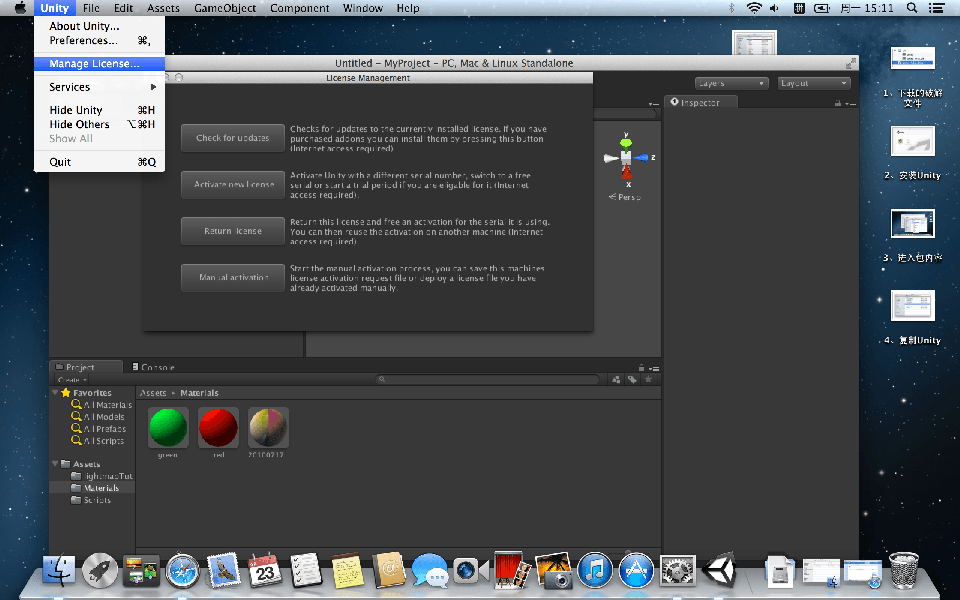 Unity File Edit Assets GameObject Component Window Help 周一 15:11
About Unity...
Preferences... ⌘,
Manage License...
Services
Hide Unity ⌘H
Hide Others ⌥⌘H
Show All
Quit ⌘Q
Untitled - MyProject - PC, Mac & Linux Standalone
License Management
Check for updates
Checks for updates to the currently installed license. If you have
purchased addons you can install them by pressing this button
(Internet access required)
Activate new license
Activate Unity with a different serial number, switch to a free
serial or start a trial period if you are eligable for it (Internet
access required).
Return license
Return this license and free an activation for the serial it is using.
You can then reuse the activation on another machine (Internet
access required)
Manual activation
Start the manual activation process, you can save this machines
license activation request file or deploy a license file you have
already activated manually.
Layers
Layout
Inspector
y
z
x
Persp
1、下载的破解
文件
2、安装Unity
3、进入包内容
4、复制Unity
Project
Console
Create
Favorites
All Materials
All Models
All Prefabs
All Scripts
Assets
lightmapTut
Materials
Scripts
Assets ▸ Materials
green
red
20100717
23